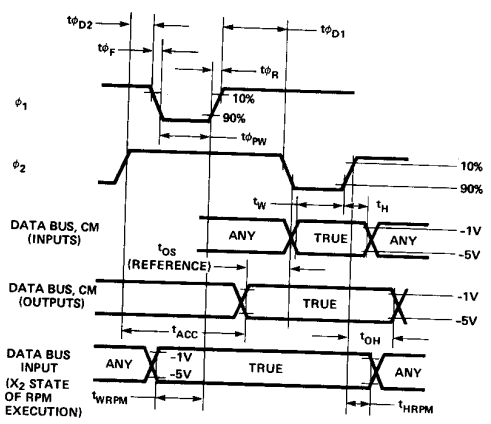 tϕD2
tϕD1
tϕF
tϕR
10%
ϕ1
90%
tϕPW
ϕ2
10%
90%
tW
tH
DATA BUS, CM
(INPUTS)
ANY
TRUE
ANY
-1V
-5V
tOS
(REFERENCE)
DATA BUS, CM
(OUTPUTS)
TRUE
-1V
-5V
tACC
tOH
DATA BUS
INPUT
(X2 STATE
OF RPM
EXECUTION)
ANY
-1V
-5V
TRUE
ANY
tWRPM
tHRPM